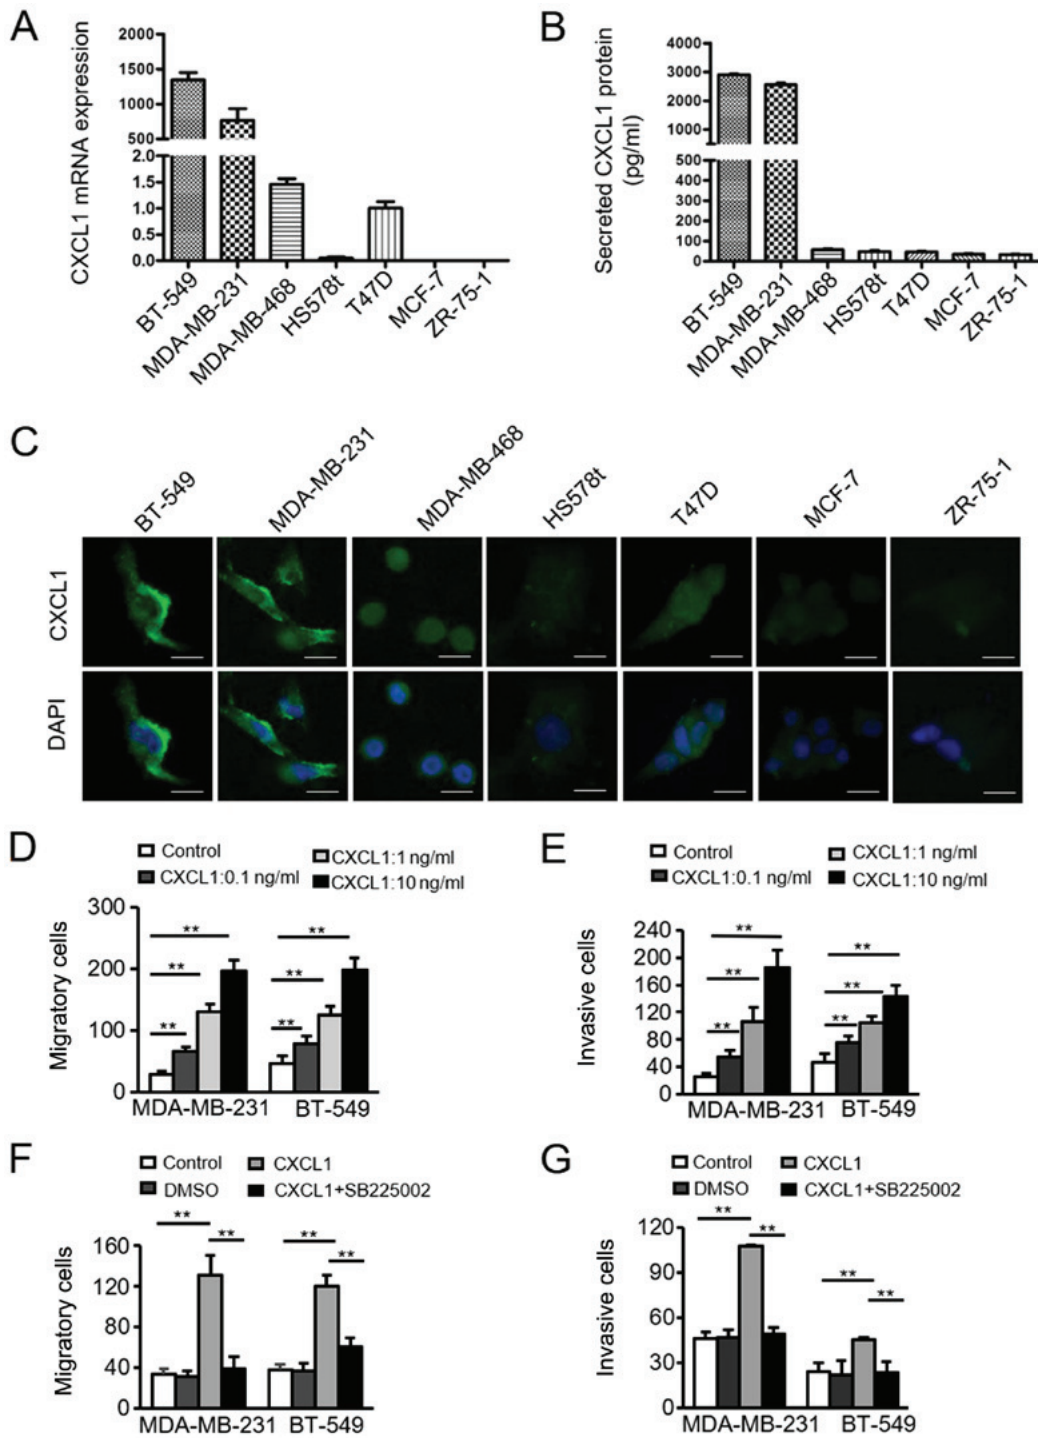 A
CXCL1 mRNA expression
2000
1500
1000
500
2.0
1.5
1.0
0.5
0.0
BT-549
MDA-MB-231
MDA-MB-468
HS578t
T47D
MCF-7
ZR-75-1
B
Secreted CXCL1 protein
(pg/ml)
4000
3000
2000
1000
500
400
300
200
100
0
BT-549
MDA-MB-231
MDA-MB-468
HS578t
T47D
MCF-7
ZR-75-1
C
BT-549
MDA-MB-231
MDA-MB-468
HS578t
T47D
MCF-7
ZR-75-1
CXCL1
DAPI
D
Control
CXCL1:0.1 ng/ml
CXCL1:1 ng/ml
CXCL1:10 ng/ml
Migratory cells
300
200
100
0
**
**
**
**
**
**
MDA-MB-231
BT-549
E
Control
CXCL1:0.1 ng/ml
CXCL1:1 ng/ml
CXCL1:10 ng/ml
Invasive cells
240
200
160
120
80
40
0
**
**
**
**
**
**
MDA-MB-231
BT-549
F
Control
DMSO
CXCL1
CXCL1+SB225002
Migratory cells
160
120
80
40
0
**
**
**
**
MDA-MB-231
BT-549
G
Control
DMSO
CXCL1
CXCL1+SB225002
Invasive cells
120
90
60
30
0
**
**
**
**
MDA-MB-231
BT-549